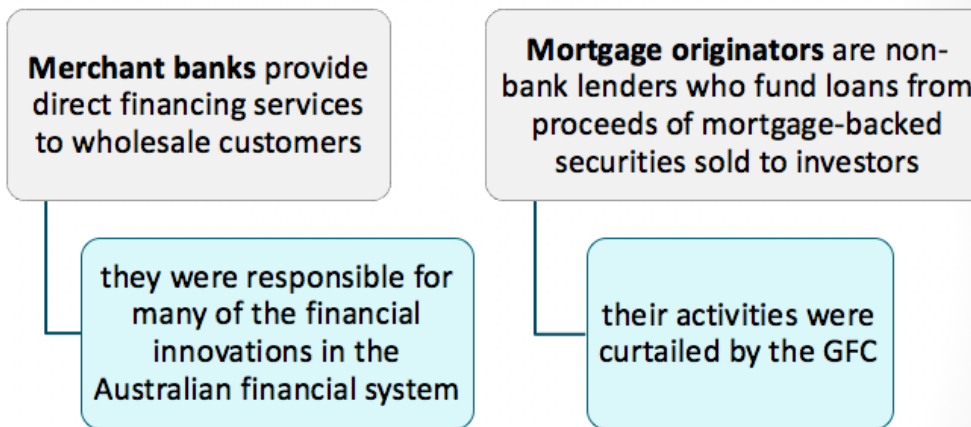 Merchant banks provide
direct financing services
to wholesale customers
Mortgage originators are non-
bank lenders who fund loans from
proceeds of mortgage-backed
securities sold to investors
they were responsible for
many of the financial
innovations in the
Australian financial system
their activities were
curtailed by the GFC